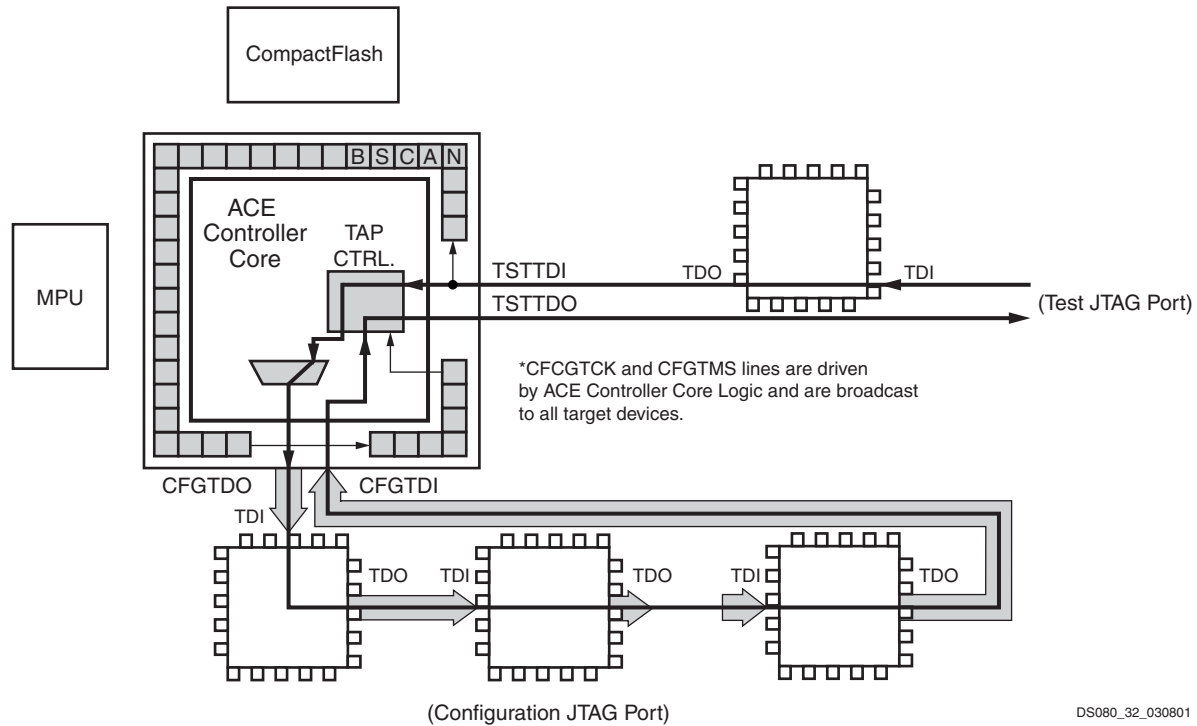 CompactFlash
B S C A N
ACE
Controller
Core
TAP
CTRL.
MPU
TSTTDI
TDO
TDI
TSTTDO
(Test JTAG Port)
*CFCGTCK and CFGTMS lines are driven
by ACE Controller Core Logic and are broadcast
to all target devices.
CFGTDO
CFGTDI
TDI
TDO
TDI
TDO
TDI
TDO
(Configuration JTAG Port)
DS080_32_030801